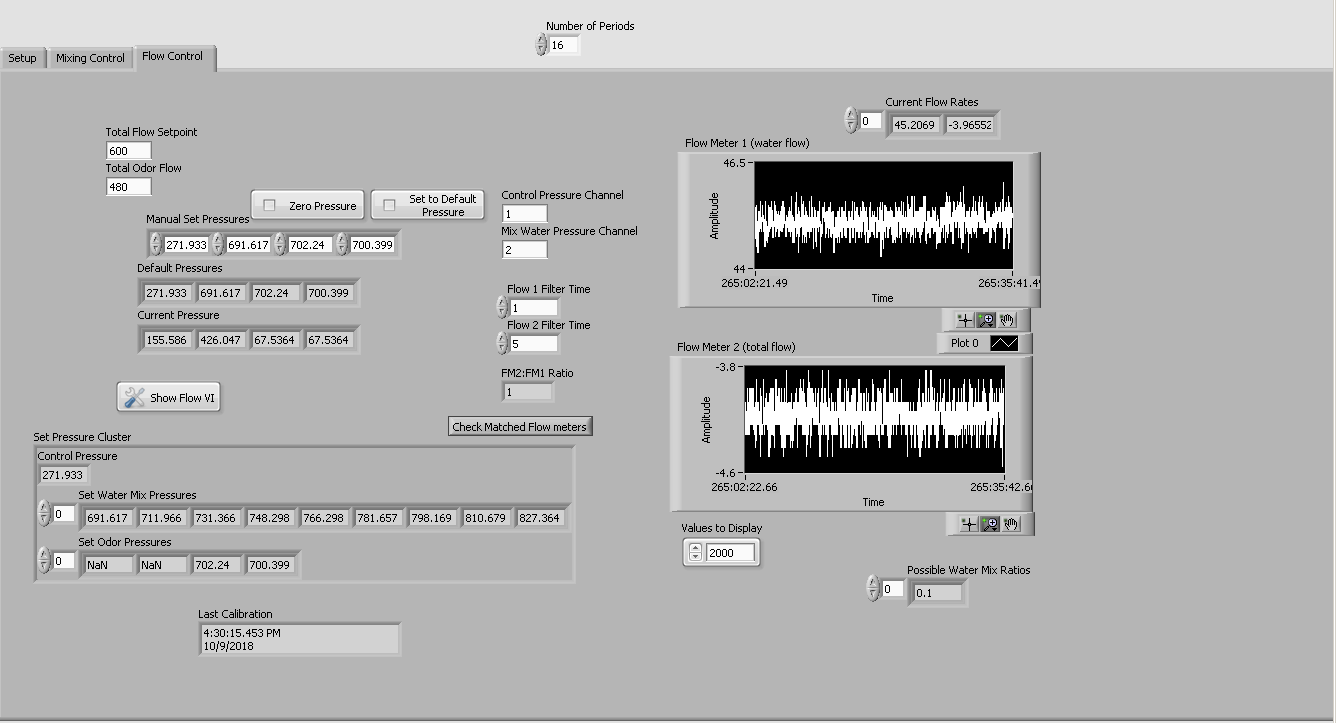 Number of Periods
16
Setup
Mixing Control
Flow Control
Total Flow Setpoint
600
Total Odor Flow
480
Zero Pressure
Set to Default
Pressure
Manual Set Pressures
271.933 691.617 702.24 700.399
Default Pressures
271.933 691.617 702.24 700.399
Current Pressure
155.586 426.047 67.5364 67.5364
Show Flow VI
Control Pressure Channel
1
Mix Water Pressure Channel
2
Flow 1 Filter Time
1
Flow 2 Filter Time
5
FM2:FM1 Ratio
1
Check Matched Flow meters
Set Pressure Cluster
Control Pressure
271.933
Set Water Mix Pressures
0 691.617 711.966 731.366 748.298 766.298 781.657 798.169 810.679 827.364
Set Odor Pressures
0 NaN NaN 702.24 700.399
Last Calibration
4:30:15.453 PM
10/9/2018
Current Flow Rates
0 45.2069 -3.96552
Flow Meter 1 (water flow)
46.5
Amplitude
44
265:02:21.49 265:35:41.49
Time
Plot 0
Flow Meter 2 (total flow)
-3.8
Amplitude
-4.6
265:02:22.66 265:35:42.66
Time
Values to Display
2000
Possible Water Mix Ratios
0 0.1